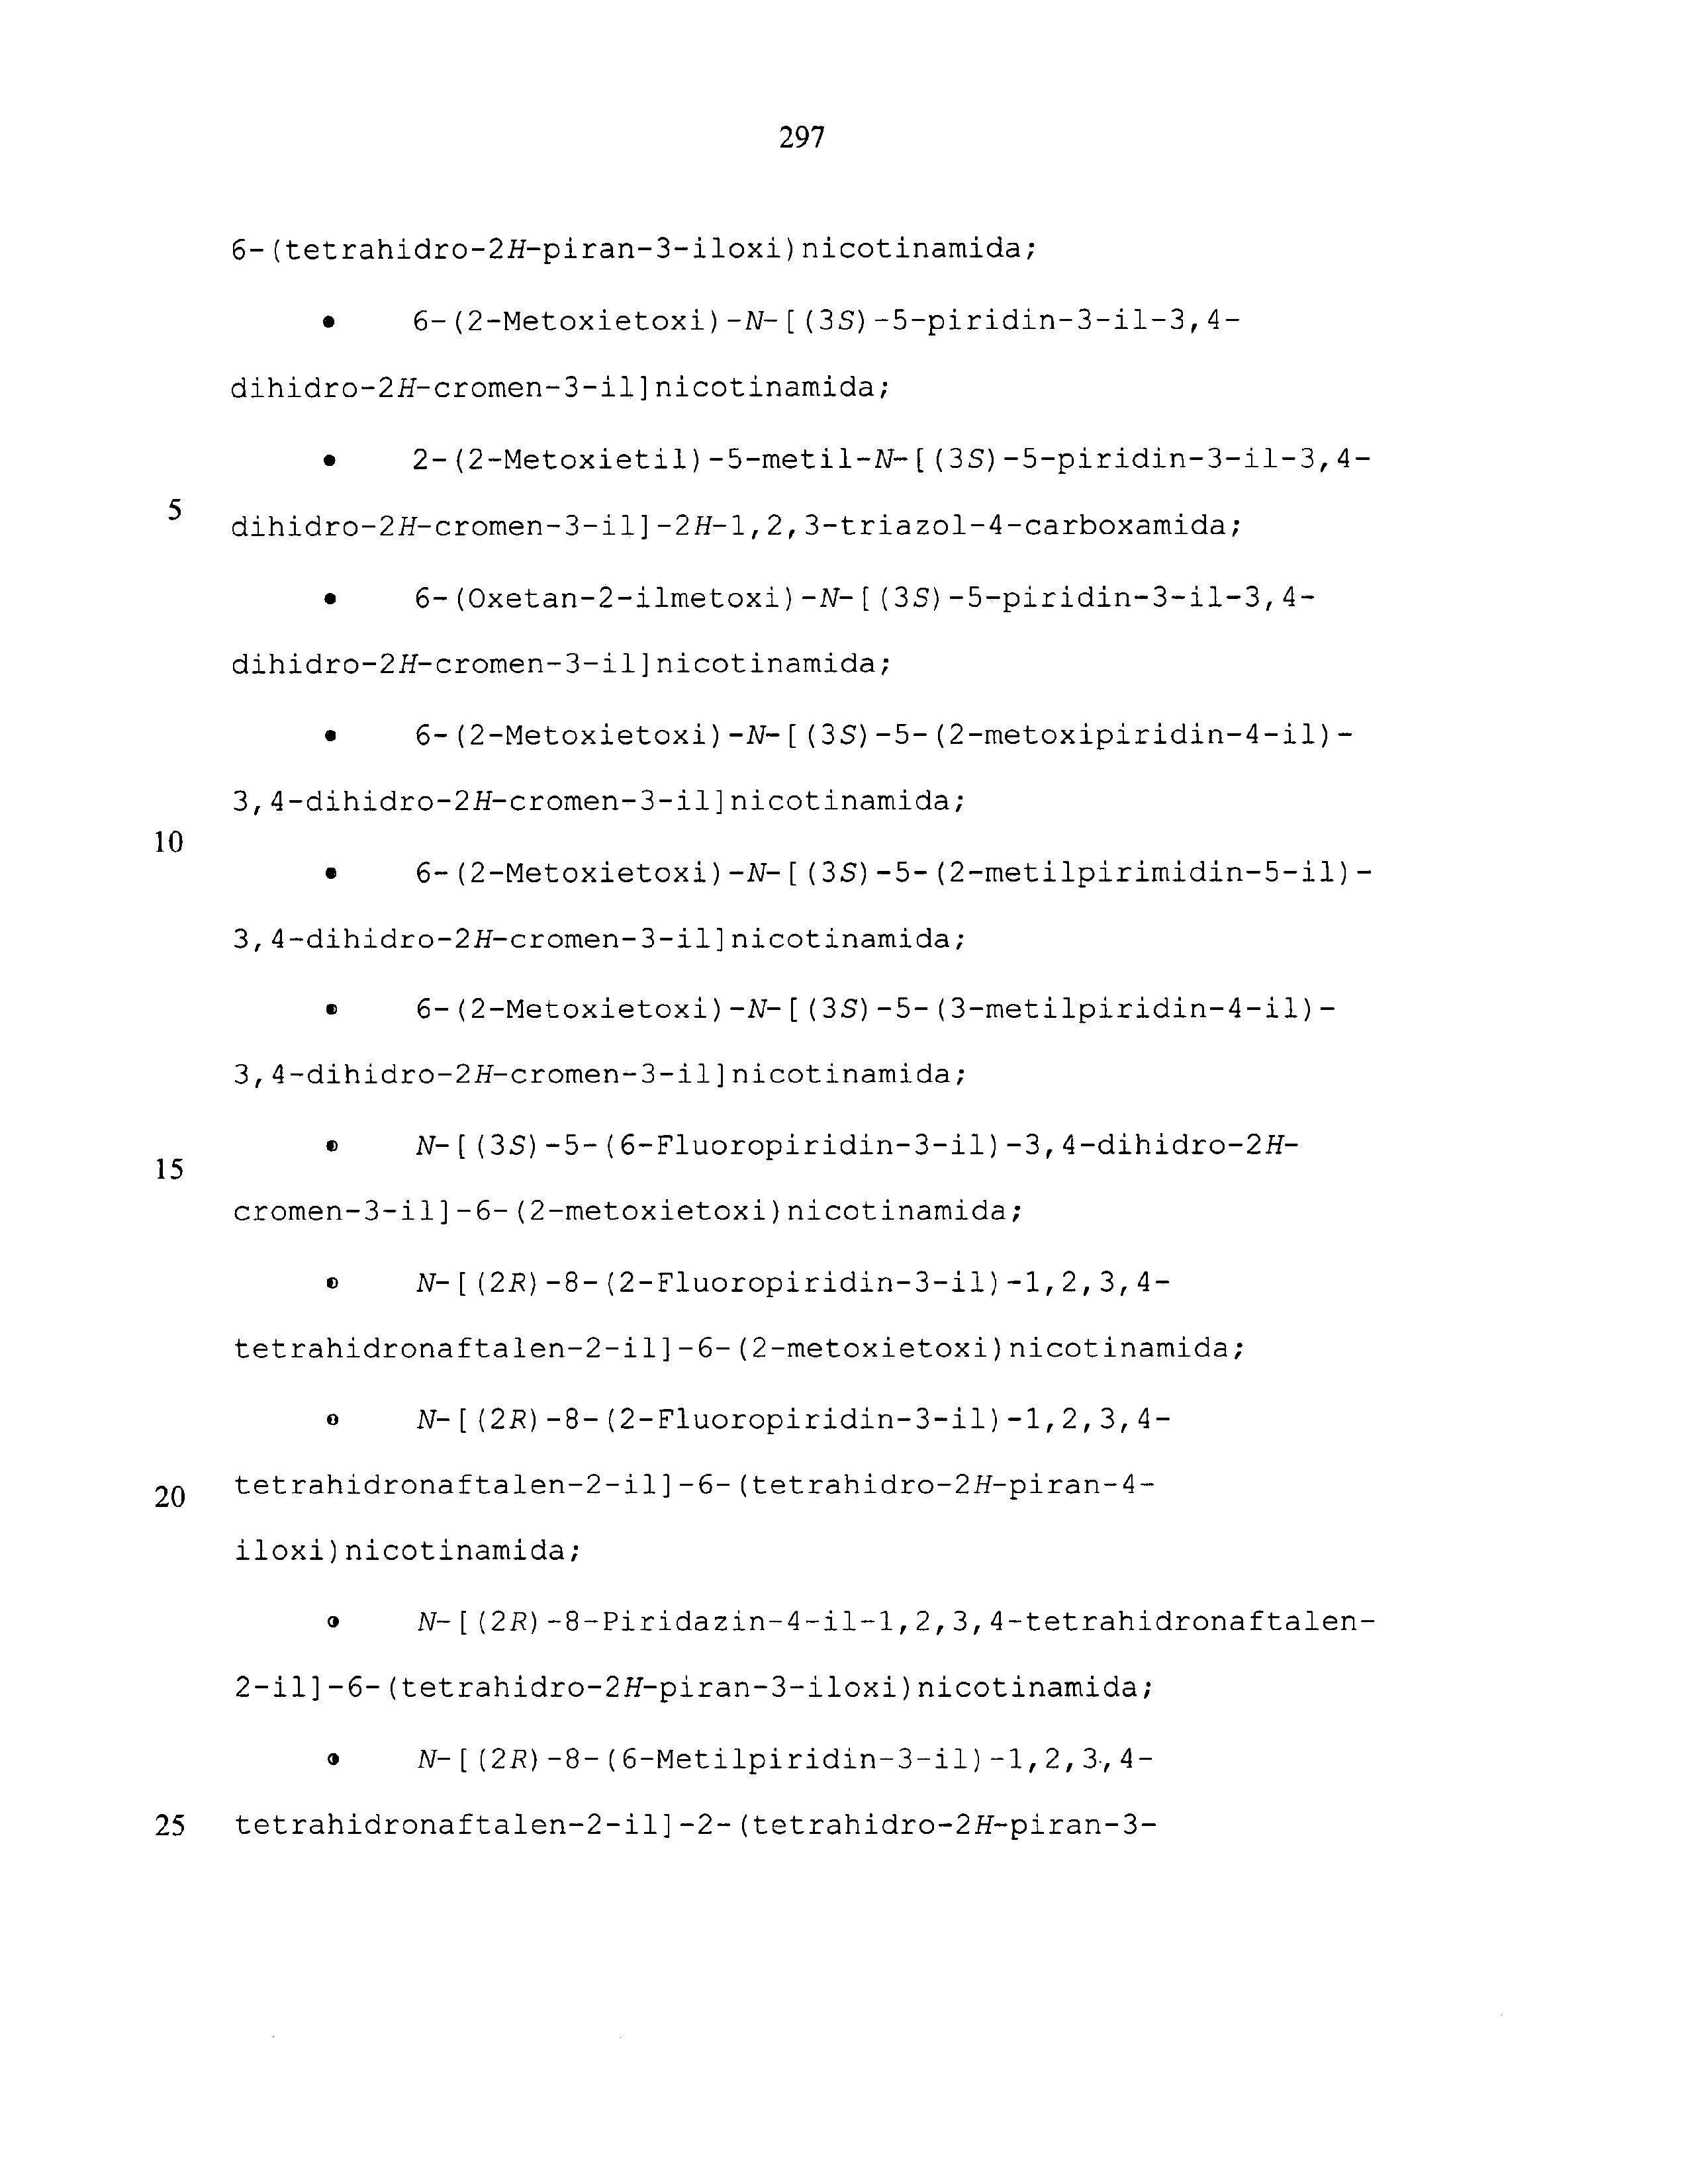 297
6-(tetrahidro-2H-piran-3-iloxi)nicotinamida;
• 6-(2-Metoxietoxi)-N-[(3S)-5-piridin-3-il-3,4-
dihidro-2H-cromen-3-il]nicotinamida;
• 2-(2-Metoxietil)-5-metil-N-[(3S)-5-piridin-3-il-3,4-
5 dihidro-2H-cromen-3-il]-2H-1,2,3-triazol-4-carboxamida;
• 6-(Oxetan-2-ilmetoxi)-N-[(3S)-5-piridin-3-il-3,4-
dihidro-2H-cromen-3-il]nicotinamida;
• 6-(2-Metoxietoxi)-N-[(3S)-5-(2-metoxipiridin-4-il)-
3,4-dihidro-2H-cromen-3-il]nicotinamida;
10
• 6-(2-Metoxietoxi)-N-[(3S)-5-(2-metilpirimidin-5-il)-
3,4-dihidro-2H-cromen-3-il]nicotinamida;
• 6-(2-Metoxietoxi)-N-[(3S)-5-(3-metilpiridin-4-il)-
3,4-dihidro-2H-cromen-3-il]nicotinamida;
• N-[(3S)-5-(6-Fluoropiridin-3-il)-3,4-dihidro-2H-
15
cromen-3-il]-6-(2-metoxietoxi)nicotinamida;
• N-[(2R)-8-(2-Fluoropiridin-3-il)-1,2,3,4-
tetrahidronaftalen-2-il]-6-(2-metoxietoxi)nicotinamida;
• N-[(2R)-8-(2-Fluoropiridin-3-il)-1,2,3,4-
20 tetrahidronaftalen-2-il]-6-(tetrahidro-2H-piran-4-
iloxi)nicotinamida;
• N-[(2R)-8-Piridazin-4-il-1,2,3,4-tetrahidronaftalen-
2-il]-6-(tetrahidro-2H-piran-3-iloxi)nicotinamida;
• N-[(2R)-8-(6-Metilpiridin-3-il)-1,2,3,4-
25 tetrahidronaftalen-2-il]-2-(tetrahidro-2H-piran-3-